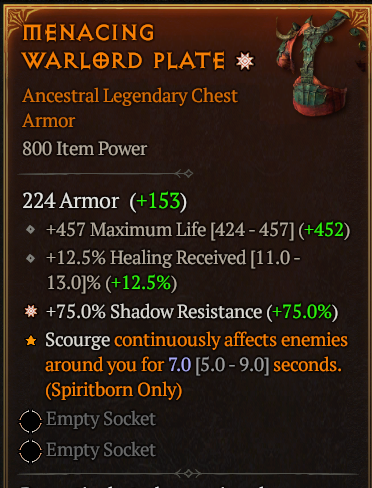 MENACING
WARLORD PLATE
Ancestral Legendary Chest
Armor
800 Item Power
224 Armor (+153)
+457 Maximum Life [424 - 457] (+452)
+12.5% Healing Received [11.0 -
13.0]% (+12.5%)
+75.0% Shadow Resistance (+75.0%)
Scourge continuously affects enemies
around you for 7.0 [5.0 - 9.0] seconds.
(Spiritborn Only)
Empty Socket
Empty Socket